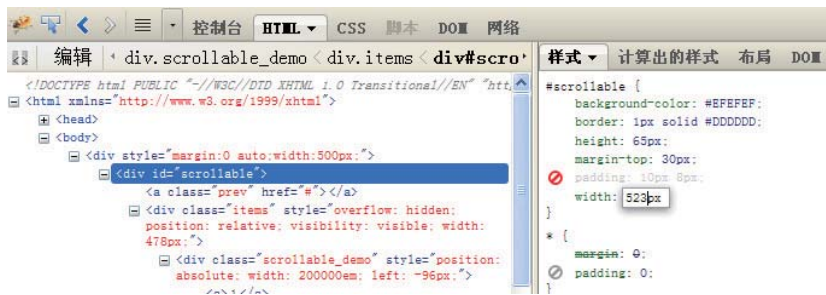 控制台 HTML CSS 脚本 DOM 网络
编辑 div.scrollable_demo < div.items < div#scro
样式 计算出的样式 布局 DOM
<!DOCTYPE html PUBLIC "-//W3C//DTD XHTML 1.0 Transitional//EN" "htt
<html xmlns="http://www.w3.org/1999/xhtml">
<head>
<body>
<div style="margin:0 auto;width:500px;">
<div id="scrollable">
<a class="prev" href="#"></a>
<div class="items" style="overflow: hidden;
position: relative; visibility: visible; width:
478px;">
<div class="scrollable_demo" style="position:
absolute; width: 200000em; left: -96px;">
<a>1</a>
#scrollable {
background-color: #EFEFEF;
border: 1px solid #DDDDDD;
height: 65px;
margin-top: 30px;
padding: 10px 8px;
width: 523px
}
* {
margin: 0;
padding: 0;
}